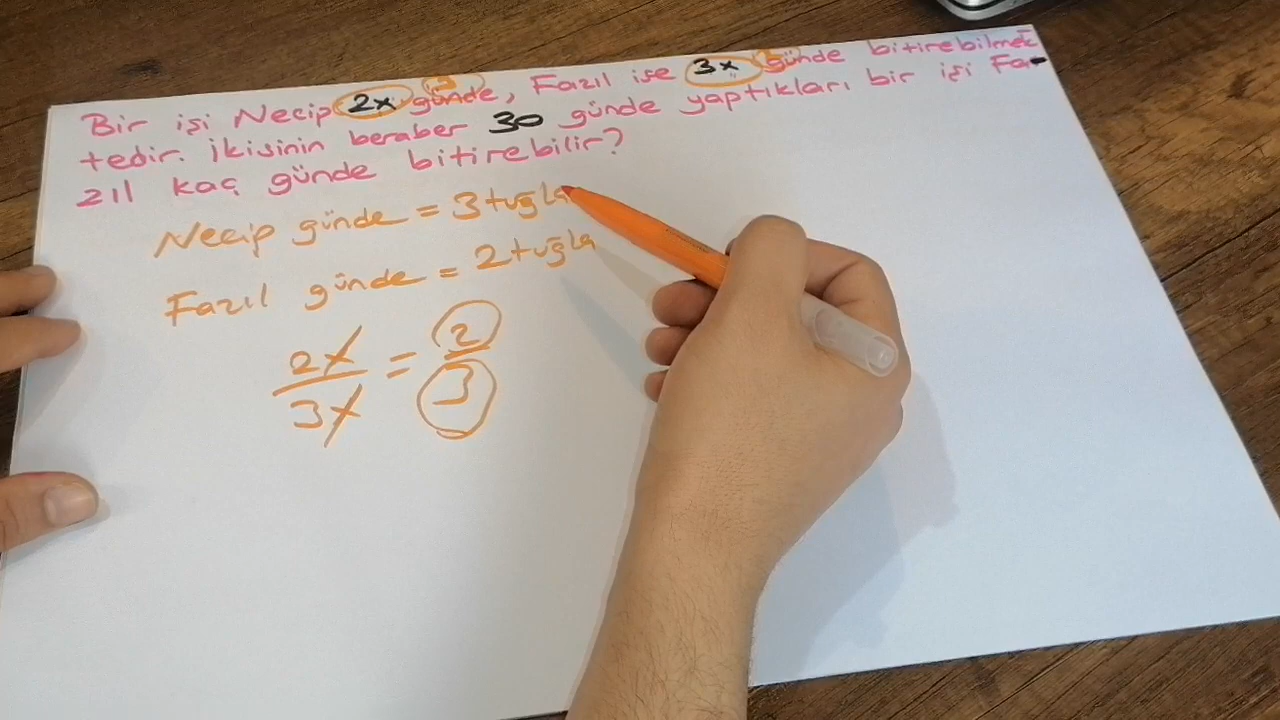 Bir işi Necip 2x günde, Fazıl ise 3x günde bitirebilmek
tedir. İkisinin beraber 30 günde yaptıkları bir işi Fa-
zıl kaç günde bitirebilir?
Necip günde = 3 tuğla
Fazıl günde = 2 tuğla
2x/3x = 2/3